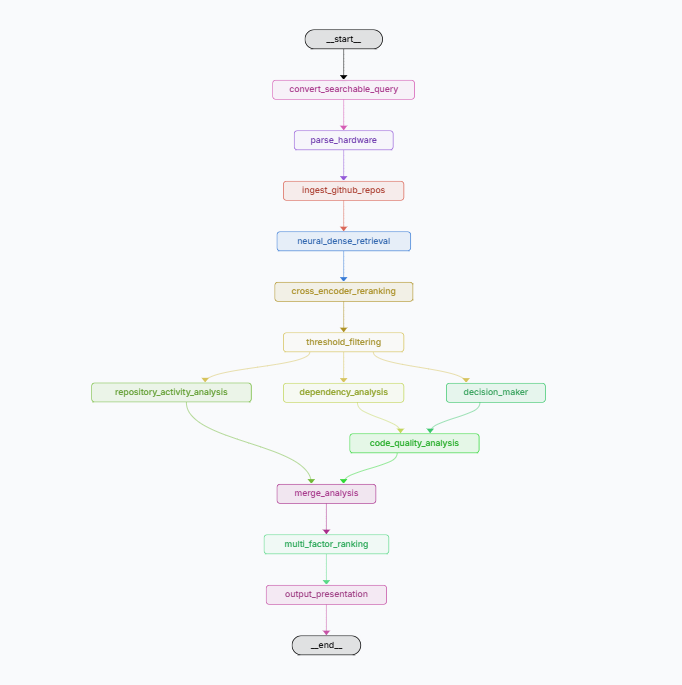 __start__
convert_searchable_query
parse_hardware
ingest_github_repos
neural_dense_retrieval
cross_encoder_reranking
threshold_filtering
repository_activity_analysis
dependency_analysis
decision_maker
code_quality_analysis
merge_analysis
multi_factor_ranking
output_presentation
__end__